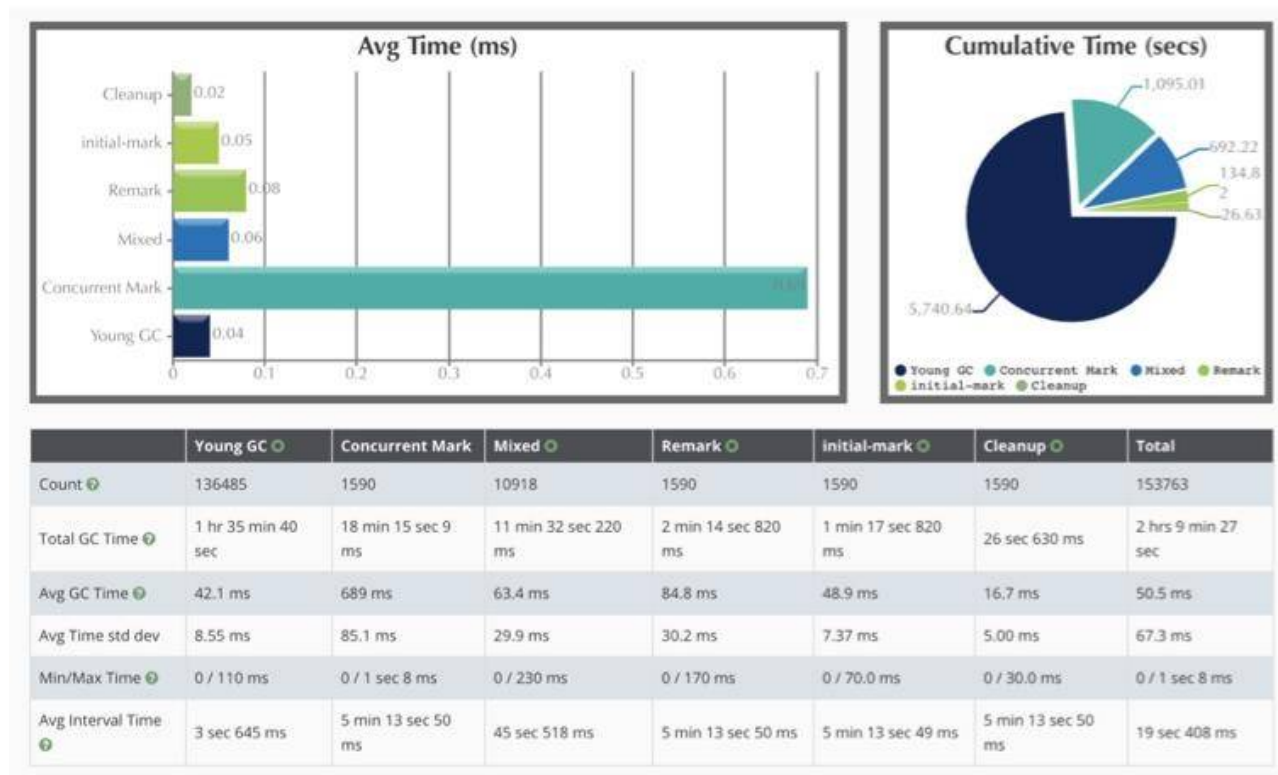 Avg Time (ms)
Cleanup
0.02
initial-mark
0.05
Remark
0.08
Mixed
0.06
Concurrent Mark
Young GC
0.04
0 0.1 0.2 0.3 0.4 0.5 0.6 0.7
Cumulative Time (secs)
1,095.01
692.22
134.8
2
26.63
5,740.64
Young GC Concurrent Mark Mixed Remark
initial-mark Cleanup
Young GC Concurrent Mark Mixed Remark initial-mark Cleanup Total
Count 136485 1590 10918 1590 1590 1590 153763
Total GC Time 1 hr 35 min 40 sec 18 min 15 sec 9 ms 11 min 32 sec 220 ms 2 min 14 sec 820 ms 1 min 17 sec 820 ms 26 sec 630 ms 2 hrs 9 min 27 sec
Avg GC Time 42.1 ms 689 ms 63.4 ms 84.8 ms 48.9 ms 16.7 ms 50.5 ms
Avg Time std dev 8.55 ms 85.1 ms 29.9 ms 30.2 ms 7.37 ms 5.00 ms 67.3 ms
Min/Max Time 0 / 110 ms 0 / 1 sec 8 ms 0 / 230 ms 0 / 170 ms 0 / 70.0 ms 0 / 30.0 ms 0 / 1 sec 8 ms
Avg Interval Time 3 sec 645 ms 5 min 13 sec 50 ms 45 sec 518 ms 5 min 13 sec 50 ms 5 min 13 sec 49 ms 5 min 13 sec 50 ms 19 sec 408 ms